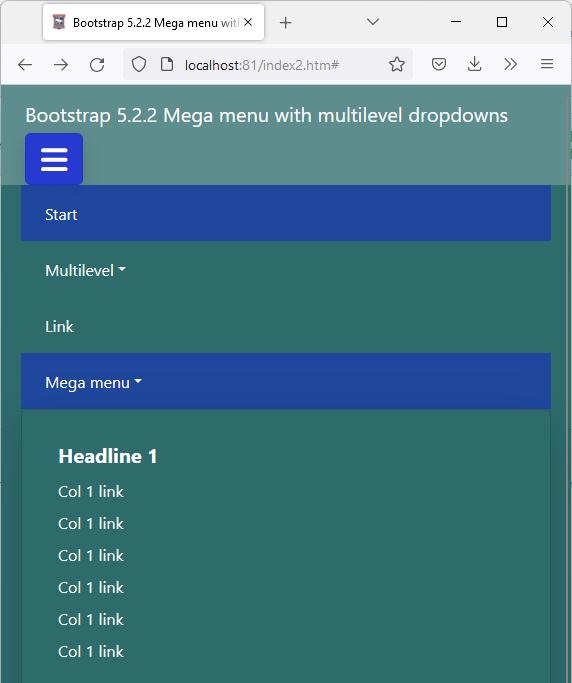 Bootstrap 5.2.2 Mega menu with
localhost:81/index2.htm#
Bootstrap 5.2.2 Mega menu with multilevel dropdowns
Start
Multilevel
Link
Mega menu
Headline 1
Col 1 link
Col 1 link
Col 1 link
Col 1 link
Col 1 link
Col 1 link